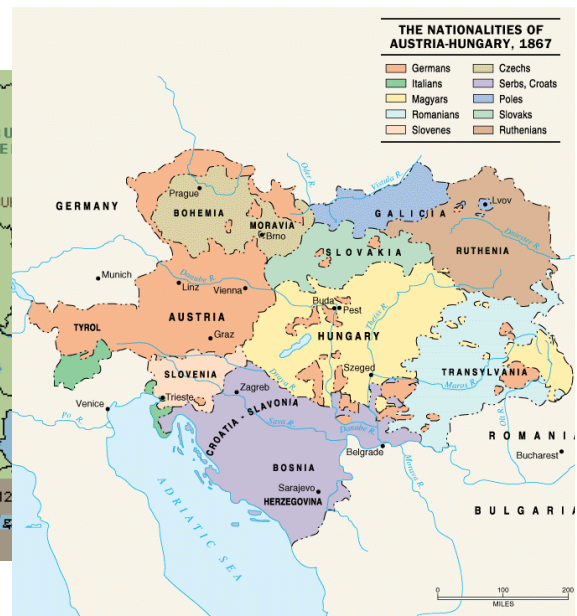 THE NATIONALITIES OF
AUSTRIA-HUNGARY, 1867
Germans
Italians
Magyars
Romanians
Slovenes
Czechs
Serbs, Croats
Poles
Slovaks
Ruthenians
Oder R.
Vistula R.
Prague
GERMANY
BOHEMIA
MORAVIA
Brno
GALICIA
Lvov
Dniester R.
RUTHENIA
SLOVAKIA
Munich
Danube R.
Linz
Vienna
AUSTRIA
Buda
Pest
Theiss R.
TYROL
Graz
HUNGARY
SLOVENIA
Drava R.
Szeged
TRANSYLVANIA
Maros R.
Zagreb
Trieste
Venice
Po R.
CROATIA - SLAVONIA
Sava R.
Danube R.
Belgrade
Morava R.
Olt R.
ROMANIA
Bucharest
BOSNIA
Sarajevo
HERZEGOVINA
BULGARIA
ADRIATIC SEA
12
0
100
200
MILES